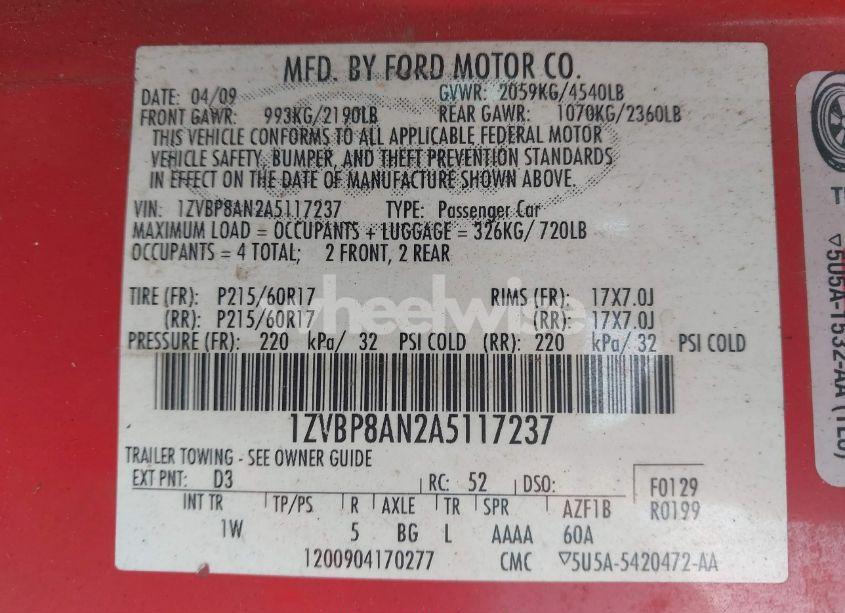 MFD. BY FORD MOTOR CO.
DATE: 04/09 GVWR: 2059KG/4540LB
FRONT GAWR: 993KG/2190LB REAR GAWR: 1070KG/2360LB
THIS VEHICLE CONFORMS TO ALL APPLICABLE FEDERAL MOTOR
VEHICLE SAFETY, BUMPER, AND THEFT PREVENTION STANDARDS
IN EFFECT ON THE DATE OF MANUFACTURE SHOWN ABOVE.
VIN: 1ZVBP8AN2A5117237 TYPE: Passenger Car
MAXIMUM LOAD = OCCUPANTS + LUGGAGE = 326KG/ 720LB
OCCUPANTS = 4 TOTAL; 2 FRONT, 2 REAR
TIRE (FR): P215/60R17 RIMS (FR): 17X7.0J
(RR): P215/60R17 (RR): 17X7.0J
wheelwise
PRESSURE (FR): 220 kPa/ 32 PSI COLD (RR): 220 kPa/ 32 PSI COLD
1ZVBP8AN2A5117237
TRAILER TOWING - SEE OWNER GUIDE
EXT PNT: D3 RC: 52 DSO: F0129
INT TR TP/PS R AXLE TR SPR AZF1B R0199
1W 5 BG L AAAA 60A
1200904170277 CMC ▽5U5A-5420472-AA
▽5U5A-1532-AA (TLU)